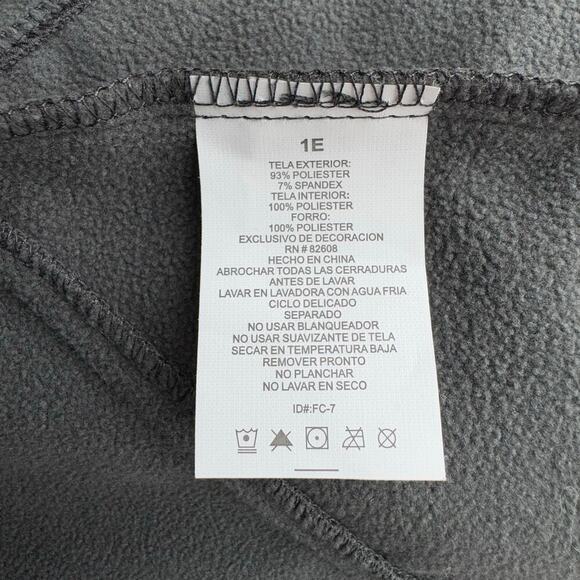 1E
TELA EXTERIOR:
93% POLIESTER
7% SPANDEX
TELA INTERIOR:
100% POLIESTER
FORRO:
100% POLIESTER
EXCLUSIVO DE DECORACION
RN # 82608
HECHO EN CHINA
ABROCHAR TODAS LAS CERRADURAS
ANTES DE LAVAR
LAVAR EN LAVADORA CON AGUA FRIA
CICLO DELICADO
SEPARADO
NO USAR BLANQUEADOR
NO USAR SUAVIZANTE DE TELA
SECAR EN TEMPERATURA BAJA
REMOVER PRONTO
NO PLANCHAR
NO LAVAR EN SECO
ID#:FC-7